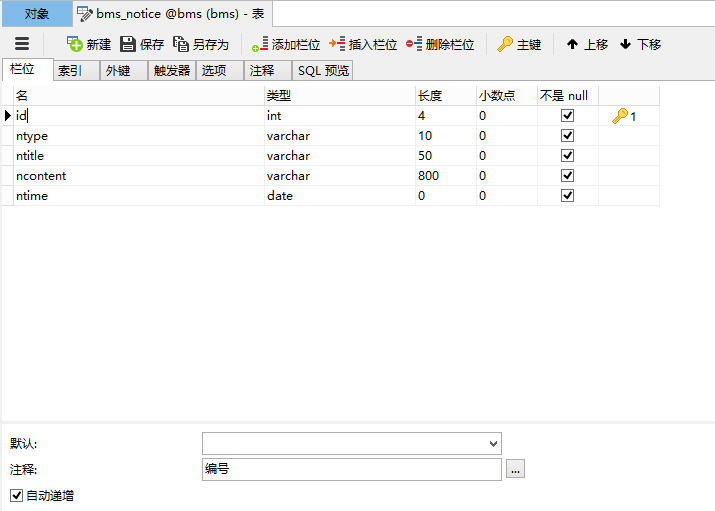 对象 bms_notice @bms (bms) - 表
新建 保存 另存为 添加栏位 插入栏位 删除栏位 主键 上移 下移
栏位 索引 外键 触发器 选项 注释 SQL 预览
名 类型 长度 小数点 不是 null
id int 4 0 1
ntype varchar 10 0
ntitle varchar 50 0
ncontent varchar 800 0
ntime date 0 0
默认:
注释: 编号 ...
自动递增